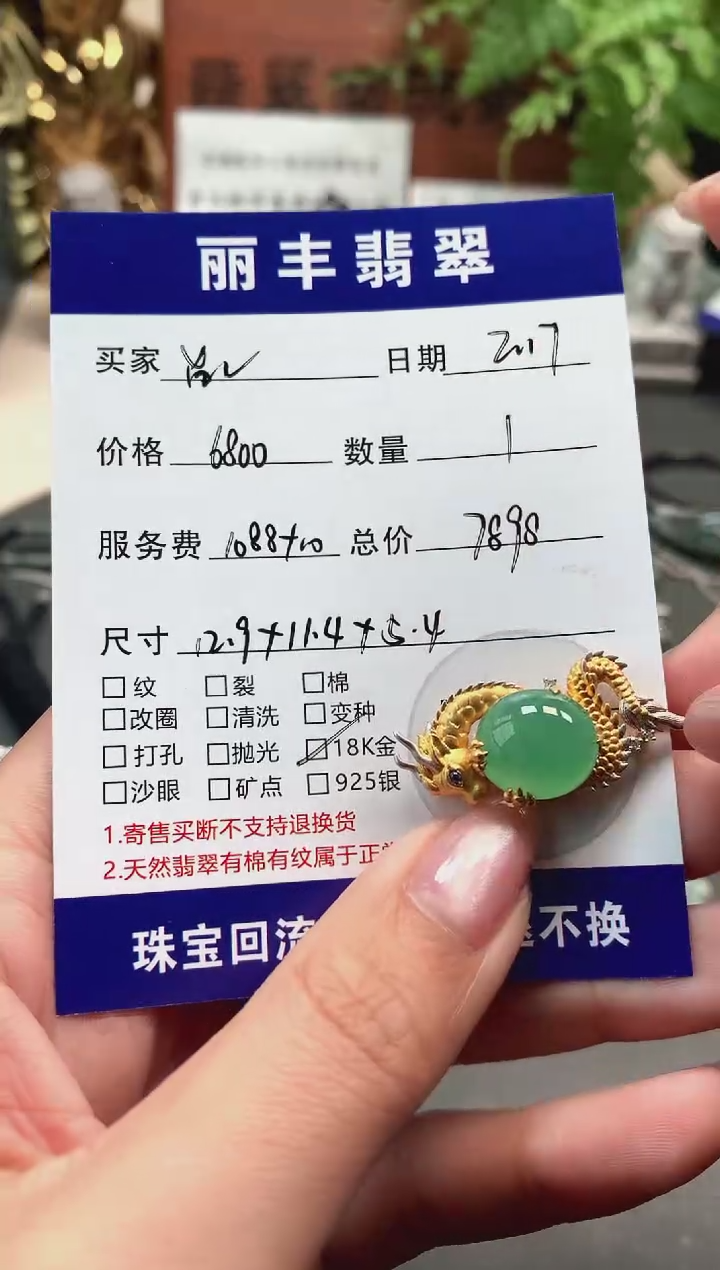 丽丰翡翠
买家 日期 2017
价格 6800 数量 1
服务费 1088+10 总价 7898
尺寸 12.9+11.4+5.4
□纹 □裂 □棉
□改圈 □清洗 □变种
□打孔 □抛光 □18K金
□沙眼 □矿点 □925银
1.寄售买断不支持退换货
2.天然翡翠有棉有纹属于正
珠宝回流 不换